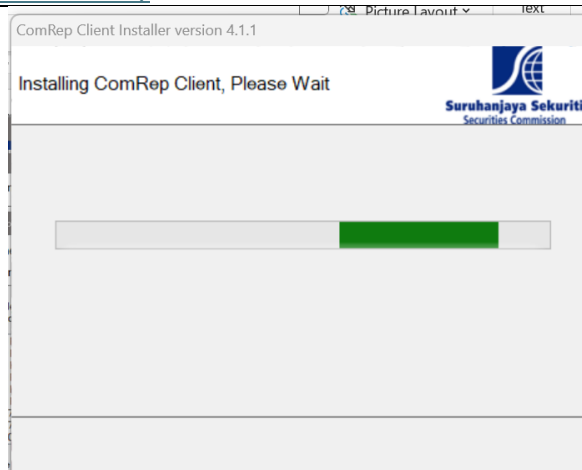 Picture Layout
Text
ComRep Client Installer version 4.1.1
Installing ComRep Client, Please Wait
Suruhanjaya Sekuriti
Securities Commission